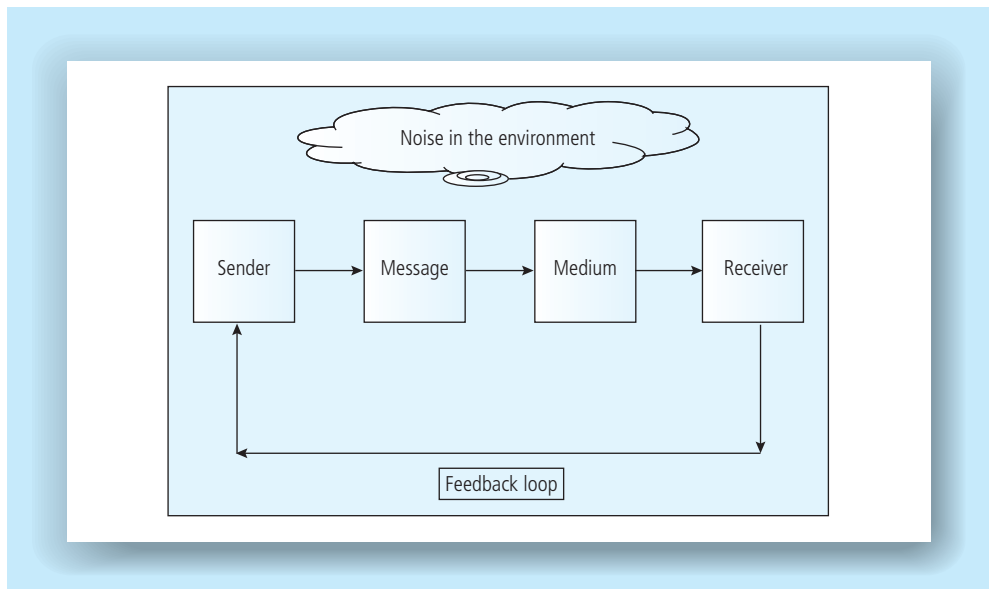 Noise in the environment
Sender
Message
Medium
Receiver
Feedback loop